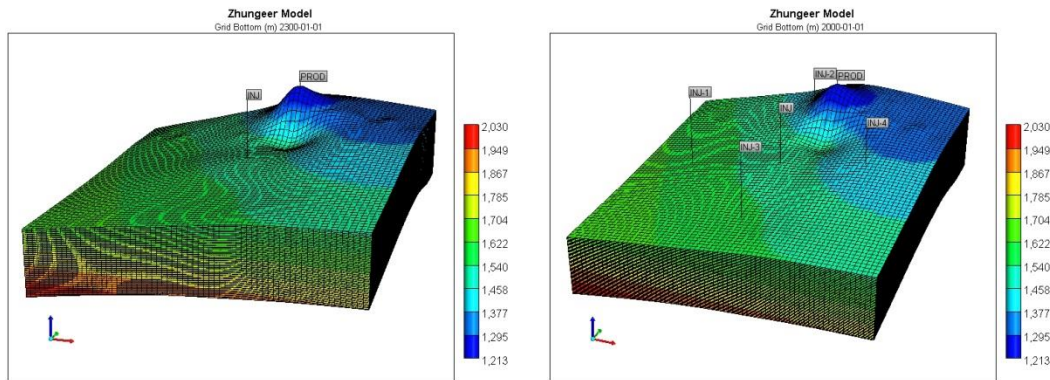 Zhungeer Model
Grid Bottom (m) 2300-01-01
PROD
INJ
2,030
1,949
1,867
1,785
1,704
1,622
1,540
1,458
1,377
1,295
1,213
Zhungeer Model
Grid Bottom (m) 2000-01-01
INJ-2 PROD
INJ-1
INJ
INJ-4
INJ-3
2,030
1,949
1,867
1,785
1,704
1,622
1,540
1,458
1,377
1,295
1,213